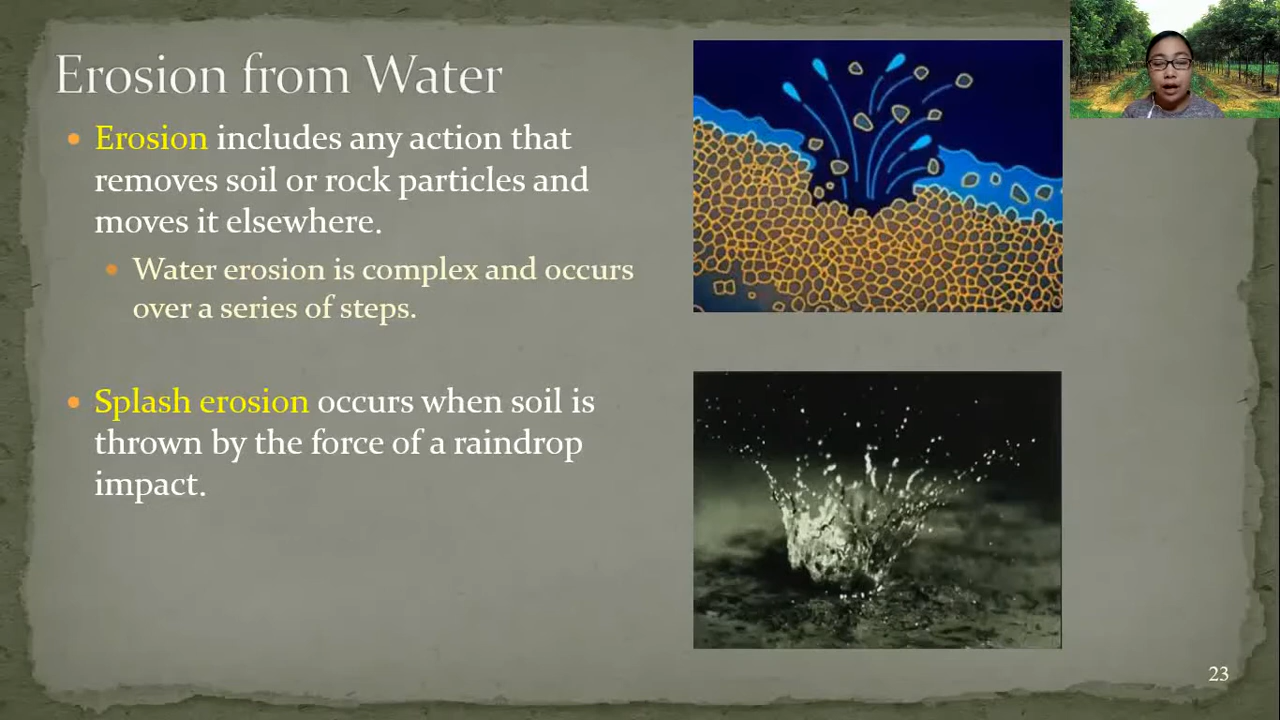 Erosion from Water
Erosion includes any action that
removes soil or rock particles and
moves it elsewhere.
Water erosion is complex and occurs
over a series of steps.
Splash erosion occurs when soil is
thrown by the force of a raindrop
impact.
23